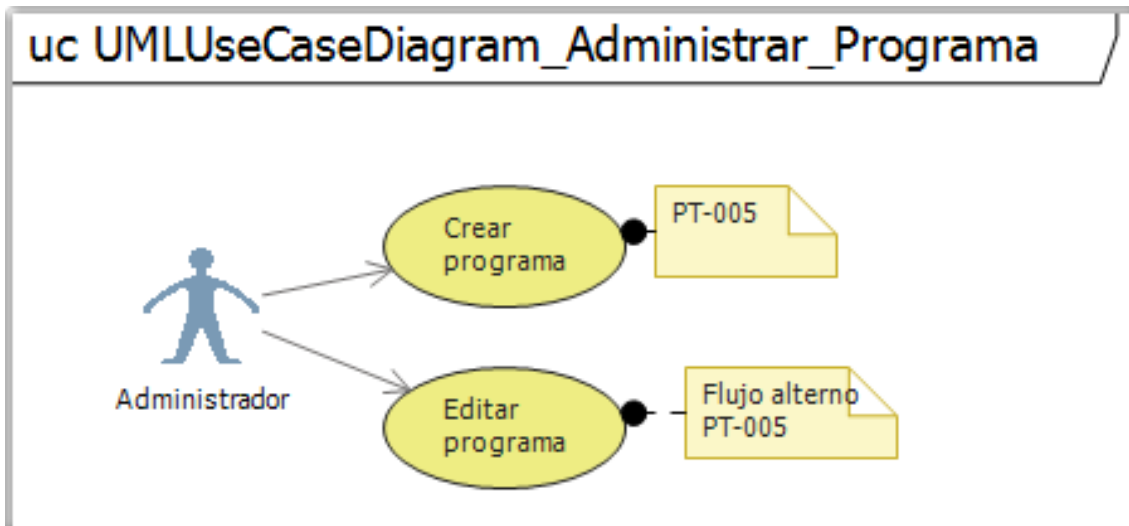 uc UMLUseCaseDiagram_Administrar_Programa
Crear
programa
PT-005
Administrador
Editar
programa
Flujo alterno
PT-005